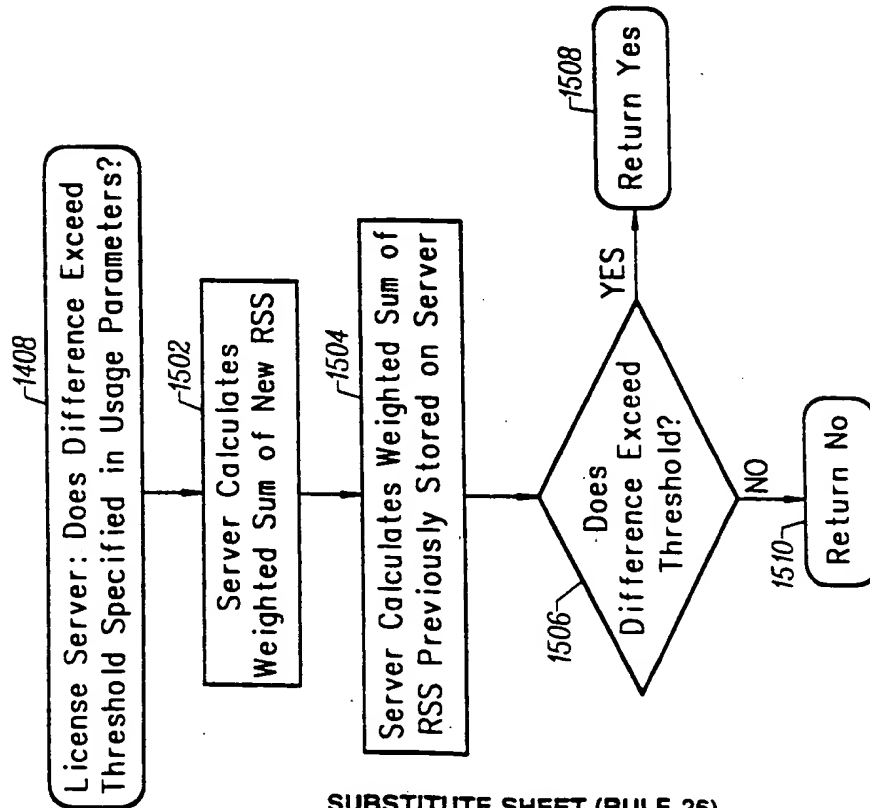 1408
License Server: Does Difference Exceed
Threshold Specified in Usage Parameters?
1502
Server Calculates
Weighted Sum of New RSS
1504
Server Calculates Weighted Sum of
RSS Previously Stored on Server
1506
Does
Difference Exceed
Threshold?
YES
1508
Return Yes
NO
1510
Return No
SUBSTITUTE SHEET (RULE 26)